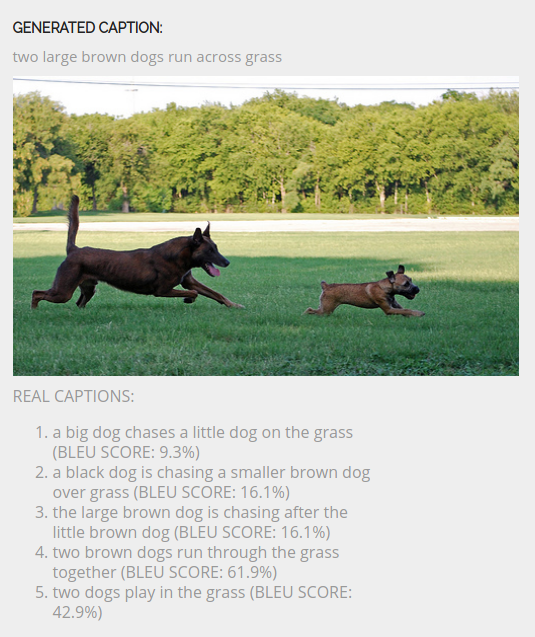 GENERATED CAPTION:
two large brown dogs run across grass
REAL CAPTIONS:
1. a big dog chases a little dog on the grass
(BLEU SCORE: 9.3%)
2. a black dog is chasing a smaller brown dog
over grass (BLEU SCORE: 16.1%)
3. the large brown dog is chasing after the
little brown dog (BLEU SCORE: 16.1%)
4. two brown dogs run through the grass
together (BLEU SCORE: 61.9%)
5. two dogs play in the grass (BLEU SCORE:
42.9%)